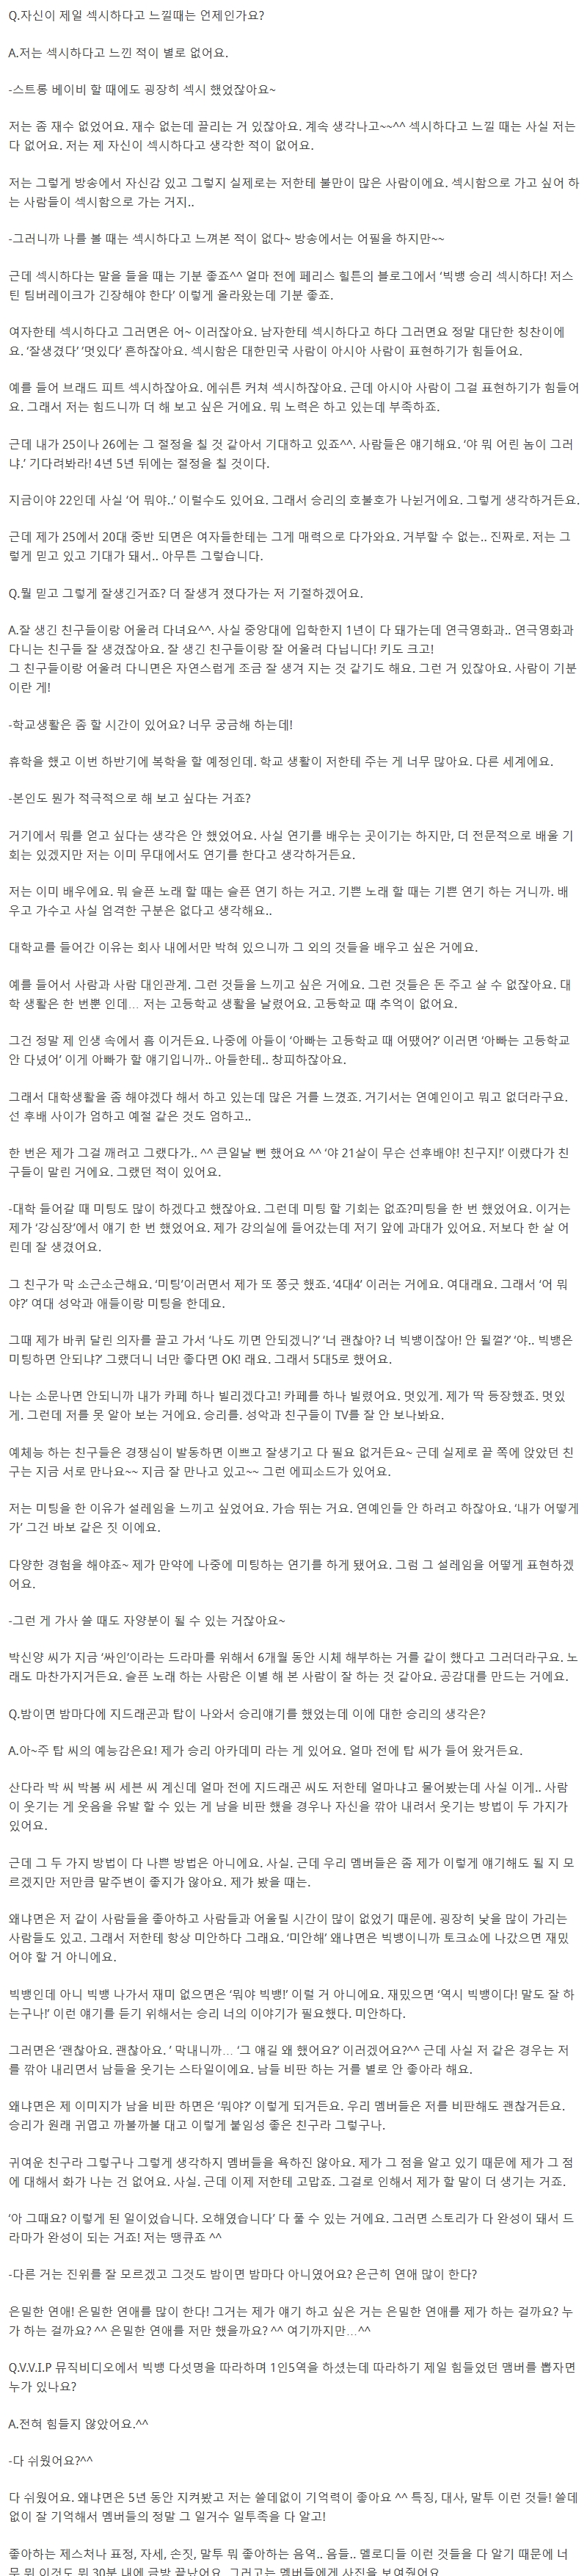 Q.자신이 제일 섹시하다고 느낄때는 언제인가요?
A.저는 섹시하다고 느낀 적이 별로 없어요.
-스트롱 베이비 할 때에도 굉장히 섹시 했었잖아요~
저는 좀 재수 없었어요. 재수 없는데 끌리는 거 있잖아요. 계속 생각나고~~^^ 섹시하다고 느낄 때는 사실 저는
다 없어요. 저는 제 자신이 섹시하다고 생각한 적이 없어요.
저는 그렇게 방송에서 자신감 있고 그렇지 실제로는 저한테 불만이 많은 사람이에요. 섹시함으로 가고 싶어 하
는 사람들이 섹시함으로 가는 거지..
-그러니까 나를 볼 때는 섹시하다고 느껴본 적이 없다~ 방송에서는 어필을 하지만~~
근데 섹시하다는 말을 들을 때는 기분 좋죠^^ 얼마 전에 페리스 힐튼의 블로그에서 ‘빅뱅 승리 섹시하다! 저스
틴 팀버레이크가 긴장해야 한다’ 이렇게 올라왔는데 기분 좋죠.
여자한테 섹시하다고 그러면은 어~ 이러잖아요. 남자한테 섹시하다고 하다 그러면요 정말 대단한 칭찬이에
요. ‘잘생겼다’ ‘멋있다’ 흔하잖아요. 섹시함은 대한민국 사람이 아시아 사람이 표현하기가 힘들어요.
예를 들어 브래드 피트 섹시하잖아요. 에쉬튼 커쳐 섹시하잖아요. 근데 아시아 사람이 그걸 표현하기가 힘들어
요. 그래서 저는 힘드니까 더 해 보고 싶은 거에요. 뭐 노력은 하고 있는데 부족하죠.
근데 내가 25이나 26에는 그 절정을 칠 것 같아서 기대하고 있죠^^. 사람들은 얘기해요. ‘야 뭐 어린 놈이 그러
냐.’ 기다려봐라! 4년 5년 뒤에는 절정을 칠 것이다.
지금이야 22인데 사실 ‘어 뭐야..’ 이럴수도 있어요. 그래서 승리의 호불호가 나뉜거에요. 그렇게 생각하거든요.
근데 제가 25에서 20대 중반 되면은 여자들한테는 그게 매력으로 다가와요. 거부할 수 없는.. 진짜로. 저는 그
렇게 믿고 있고 기대가 돼서.. 아무튼 그렇습니다.
Q.뭘 믿고 그렇게 잘생긴거죠? 더 잘생겨 졌다가는 저 기절하겠어요.
A.잘 생긴 친구들이랑 어울려 다녀요^^. 사실 중앙대에 입학한지 1년이 다 돼가는데 연극영화과.. 연극영화과
다니는 친구들 잘 생겼잖아요. 잘 생긴 친구들이랑 잘 어울려 다닙니다! 키도 크고!
그 친구들이랑 어울려 다니면은 자연스럽게 조금 잘 생겨 지는 것 같기도 해요. 그런 거 있잖아요. 사람이 기분
이란 게!
-학교생활은 좀 할 시간이 있어요? 너무 궁금해 하는데!
휴학을 했고 이번 하반기에 복학을 할 예정인데. 학교 생활이 저한테 주는 게 너무 많아요. 다른 세계에요.
-본인도 뭔가 적극적으로 해 보고 싶다는 거죠?
거기에서 뭐를 얻고 싶다는 생각은 안 했었어요. 사실 연기를 배우는 곳이기는 하지만, 더 전문적으로 배울 기
회는 있겠지만 저는 이미 무대에서도 연기를 한다고 생각하거든요.
저는 이미 배우에요. 뭐 슬픈 노래 할 때는 슬픈 연기 하는 거고. 기쁜 노래 할 때는 기쁜 연기 하는 거니까. 배
우고 가수고 사실 엄격한 구분은 없다고 생각해요..
대학교를 들어간 이유는 회사 내에서만 박혀 있으니까 그 외의 것들을 배우고 싶은 거에요.
예를 들어서 사람과 사람 대인관계. 그런 것들을 느끼고 싶은 거에요. 그런 것들은 돈 주고 살 수 없잖아요. 대
학 생활은 한 번뿐 인데… 저는 고등학교 생활을 날렸어요. 고등학교 때 추억이 없어요.
그건 정말 제 인생 속에서 흠 이거든요. 나중에 아들이 ‘아빠는 고등학교 때 어땠어?’ 이러면 ‘아빠는 고등학교
안 다녔어’ 이게 아빠가 할 얘기입니까.. 아들한테.. 창피하잖아요.
그래서 대학생활을 좀 해야겠다 해서 하고 있는데 많은 거를 느꼈죠. 거기서는 연예인이고 뭐고 없더라구요.
선 후배 사이가 엄하고 예절 같은 것도 엄하고..
한 번은 제가 그걸 깨려고 그랬다가.. ^^ 큰일날 뻔 했어요 ^^ ‘야 21살이 무슨 선후배야! 친구지!’ 이랬다가 친
구들이 말린 거에요. 그랬던 적이 있어요.
-대학 들어갈 때 미팅도 많이 하겠다고 했잖아요. 그런데 미팅 할 기회는 없죠?미팅을 한 번 했었어요. 이거는
제가 ‘강심장’에서 얘기 한 번 했었어요. 제가 강의실에 들어갔는데 저기 앞에 과대가 있어요. 저보다 한 살 어
린데 잘 생겼어요.
그 친구가 막 소근소근해요. ‘미팅’이러면서 제가 또 쫑긋 했죠. ‘4대4’ 이러는 거에요. 여대래요. 그래서 ‘어 뭐
야?’ 여대 성악과 애들이랑 미팅을 한데요.
그때 제가 바퀴 달린 의자를 끌고 가서 ‘나도 끼면 안되겠니?’ ‘너 괜찮아? 너 빅뱅이잖아! 안 될껄?’ ‘야.. 빅뱅은
미팅하면 안되냐?’ 그랬더니 너만 좋다면 OK! 래요. 그래서 5대5로 했어요.
나는 소문나면 안되니까 내가 카페 하나 빌리겠다고! 카페를 하나 빌렸어요. 멋있게. 제가 딱 등장했죠. 멋있
게. 그런데 저를 못 알아 보는 거에요. 승리를. 성악과 친구들이 TV를 잘 안 보나봐요.
예체능 하는 친구들은 경쟁심이 발동하면 이쁘고 잘생기고 다 필요 없거든요~ 근데 실제로 끝 쪽에 앉았던 친
구는 지금 서로 만나요~~ 지금 잘 만나고 있고~~ 그런 에피소드가 있어요.
저는 미팅을 한 이유가 설레임을 느끼고 싶었어요. 가슴 뛰는 거요. 연예인들 안 하려고 하잖아요. ‘내가 어떻게
가’ 그건 바보 같은 짓 이에요.
다양한 경험을 해야죠~ 제가 만약에 나중에 미팅하는 연기를 하게 됐어요. 그럼 그 설레임을 어떻게 표현하겠
어요.
-그런 게 가사 쓸 때도 자양분이 될 수 있는 거잖아요~
박신양 씨가 지금 ‘싸인’이라는 드라마를 위해서 6개월 동안 시체 해부하는 거를 같이 했다고 그러더라구요. 노
래도 마찬가지거든요. 슬픈 노래 하는 사람은 이별 해 본 사람이 잘 하는 것 같아요. 공감대를 만드는 거에요.
Q.밤이면 밤마다에 지드래곤과 탑이 나와서 승리얘기를 했었는데 이에 대한 승리의 생각은?
A.아~주 탑 씨의 예능감은요! 제가 승리 아카데미 라는 게 있어요. 얼마 전에 탑 씨가 들어 왔거든요.
산다라 박 씨 박봄 씨 세븐 씨 계신데 얼마 전에 지드래곤 씨도 저한테 얼마냐고 물어봤는데 사실 이게.. 사람
이 웃기는 게 웃음을 유발 할 수 있는 게 남을 비판 했을 경우나 자신을 깎아 내려서 웃기는 방법이 두 가지가
있어요.
근데 그 두 가지 방법이 다 나쁜 방법은 아니에요. 사실. 근데 우리 멤버들은 좀 제가 이렇게 얘기해도 될 지 모
르겠지만 저만큼 말주변이 좋지가 않아요. 제가 봤을 때는.
왜냐면은 저 같이 사람들을 좋아하고 사람들과 어울릴 시간이 많이 없었기 때문에. 굉장히 낯을 많이 가리는
사람들도 있고. 그래서 저한테 항상 미안하다 그래요. ‘미안해’ 왜냐면은 빅뱅이니까 토크쇼에 나갔으면 재밌
어야 할 거 아니에요.
빅뱅인데 아니 빅뱅 나가서 재미 없으면은 ‘뭐야 빅뱅!’ 이럴 거 아니에요. 재밌으면 ‘역시 빅뱅이다! 말도 잘 하
는구나!’ 이런 얘기를 듣기 위해서는 승리 너의 이야기가 필요했다. 미안하다.
그러면은 ‘괜찮아요. 괜찮아요. ’ 막내니까… ‘그 얘길 왜 했어요?’ 이러겠어요?^^ 근데 사실 저 같은 경우는 저
를 깎아 내리면서 남들을 웃기는 스타일이에요. 남들 비판 하는 거를 별로 안 좋아라 해요.
왜냐면은 제 이미지가 남을 비판 하면은 ‘뭐야?’ 이렇게 되거든요. 우리 멤버들은 저를 비판해도 괜찮거든요.
승리가 원래 귀엽고 까불까불 대고 이렇게 붙임성 좋은 친구라 그렇구나.
귀여운 친구라 그렇구나 그렇게 생각하지 멤버들을 욕하진 않아요. 제가 그 점을 알고 있기 때문에 제가 그 점
에 대해서 화가 나는 건 없어요. 사실. 근데 이제 저한테 고맙죠. 그걸로 인해서 제가 할 말이 더 생기는 거죠.
‘아 그때요? 이렇게 된 일이었습니다. 오해였습니다’ 다 풀 수 있는 거에요. 그러면 스토리가 다 완성이 돼서 드
라마가 완성이 되는 거죠! 저는 땡큐죠 ^^
-다른 거는 진위를 잘 모르겠고 그것도 밤이면 밤마다 아니였어요? 은근히 연애 많이 한다?
은밀한 연애! 은밀한 연애를 많이 한다! 그거는 제가 얘기 하고 싶은 거는 은밀한 연애를 제가 하는 걸까요? 누
가 하는 걸까요? ^^ 은밀한 연애를 저만 했을까요? ^^ 여기까지만…^^
Q.V.V.I.P 뮤직비디오에서 빅뱅 다섯명을 따라하며 1인5역을 하셨는데 따라하기 제일 힘들었던 맴버를 뽑자면
누가 있나요?
A.전혀 힘들지 않았어요.^^
-다 쉬웠어요?^^
다 쉬웠어요. 왜냐면은 5년 동안 지켜봤고 저는 쓸데없이 기억력이 좋아요 ^^ 특징, 대사, 말투 이런 것들! 쓸데
없이 잘 기억해서 멤버들의 정말 그 일거수 일투족을 다 알고!
좋아하는 제스처나 표정, 자세, 손짓, 말투 뭐 좋아하는 음역.. 음들.. 멜로디들 이런 것들을 다 알기 때문에 너
무 뭐 이것도 뭐 30분 내에 금방 끝났어요. 그러고는 멤버들에게 사진을 보여줬어요